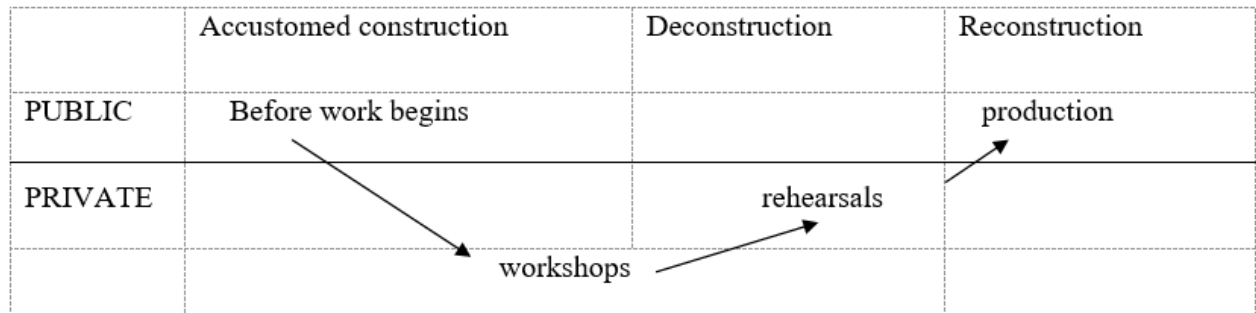 Accustomed construction Deconstruction Reconstruction
PUBLIC Before work begins production
PRIVATE rehearsals
workshops